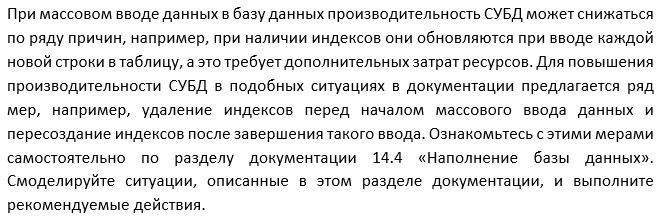 При массовом вводе данных в базу данных производительность СУБД может снижаться
по ряду причин, например, при наличии индексов они обновляются при вводе каждой
новой строки в таблицу, а это требует дополнительных затрат ресурсов. Для повышения
производительности СУБД в подобных ситуациях в документации предлагается ряд
мер, например, удаление индексов перед началом массового ввода данных и
пересоздание индексов после завершения такого ввода. Ознакомьтесь с этими мерами
самостоятельно по разделу документации 14.4 «Наполнение базы данных».
Смоделируйте ситуации, описанные в этом разделе документации, и выполните
рекомендуемые действия.